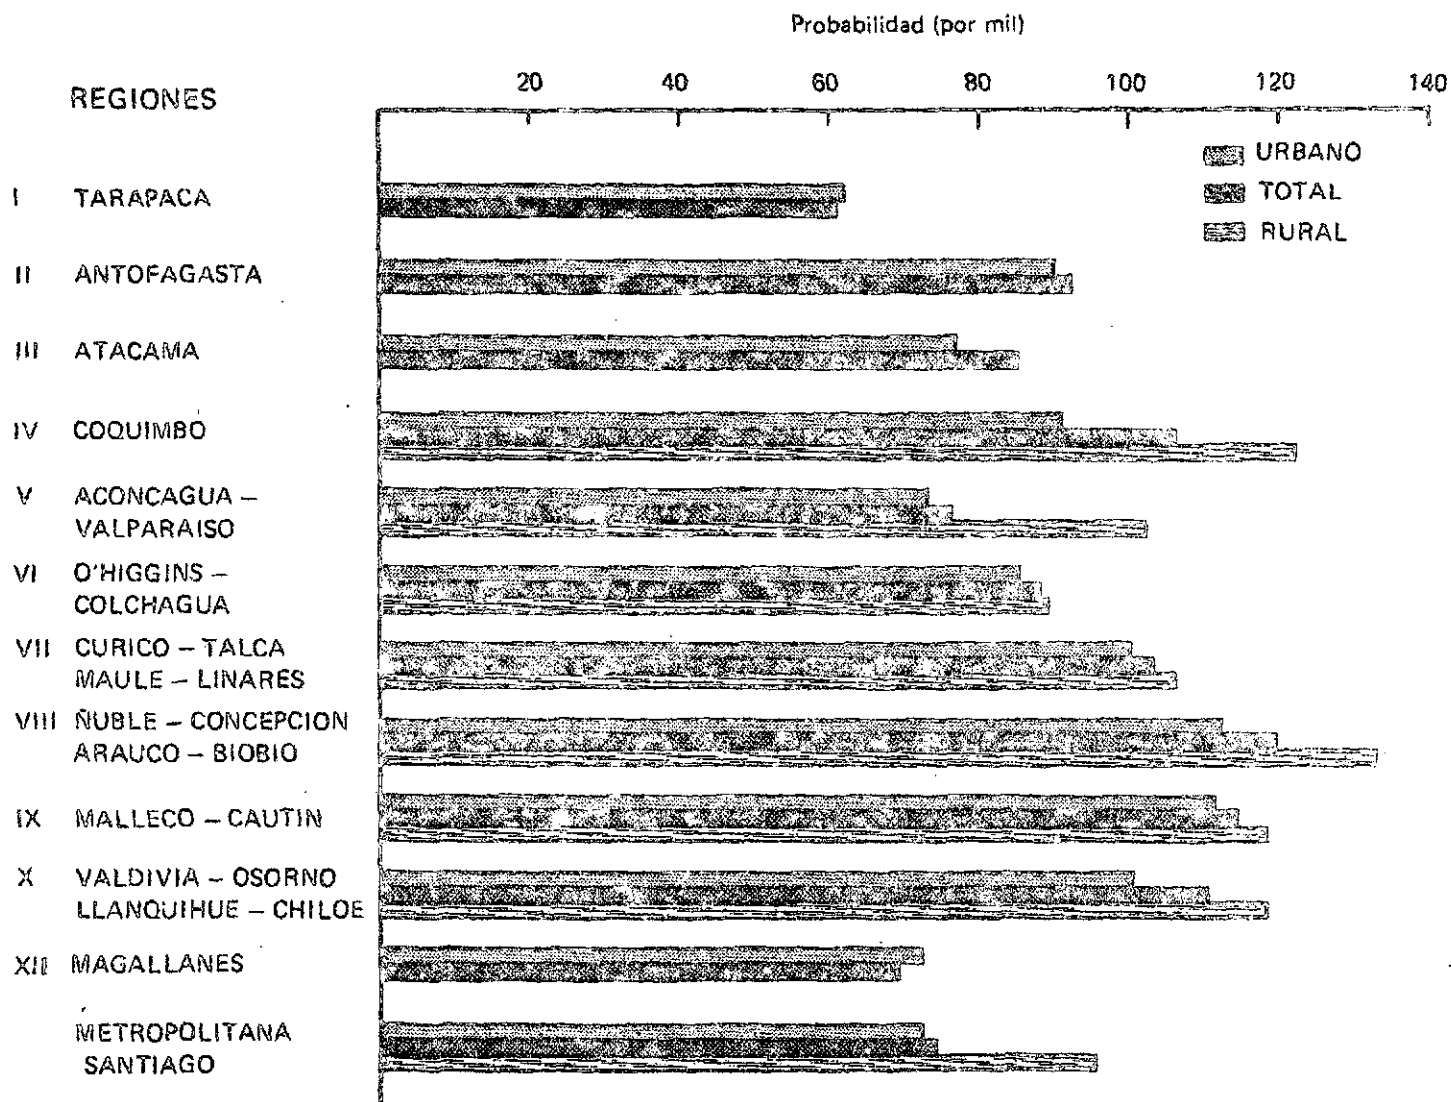 Probabilidad (por mil)
20 40 60 80 100 120 140
REGIONES
URBANO
TOTAL
RURAL
I TARAPACA
II ANTOFAGASTA
III ATACAMA
IV COQUIMBO
V ACONCAGUA –
VALPARAISO
VI O'HIGGINS –
COLCHAGUA
VII CURICO – TALCA
MAULE – LINARES
VIII ÑUBLE – CONCEPCION
ARAUCO – BIOBIO
IX MALLECO – CAUTIN
X VALDIVIA – OSORNO
LLANQUIHUE – CHILOE
XII MAGALLANES
METROPOLITANA
SANTIAGO